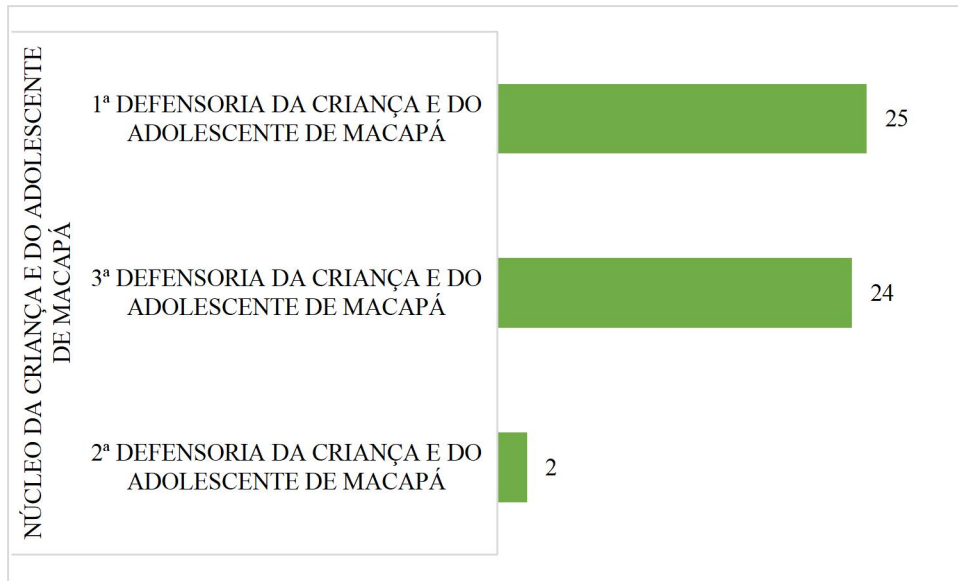 NÚCLEO DA CRIANÇA E DO ADOLESCENTE
DE MACAPÁ
1ª DEFENSORIA DA CRIANÇA E DO
ADOLESCENTE DE MACAPÁ
25
3ª DEFENSORIA DA CRIANÇA E DO
ADOLESCENTE DE MACAPÁ
24
2ª DEFENSORIA DA CRIANÇA E DO
ADOLESCENTE DE MACAPÁ
2